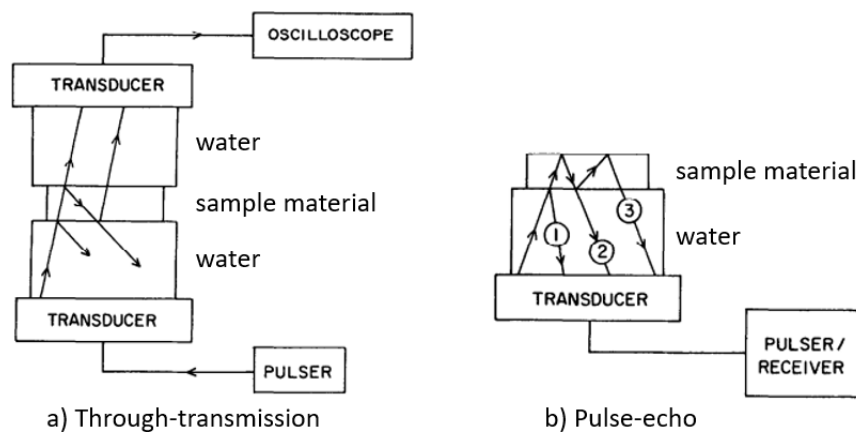 OSCILLOSCOPE
TRANSDUCER
water
sample material
water
TRANSDUCER
PULSER
a) Through-transmission
sample material
1
2
3
water
TRANSDUCER
PULSER/
RECEIVER
b) Pulse-echo